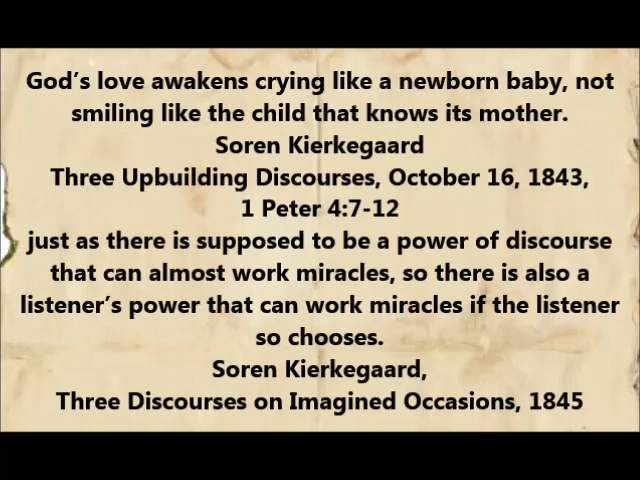 God’s love awakens crying like a newborn baby, not
smiling like the child that knows its mother.
Soren Kierkegaard
Three Upbuilding Discourses, October 16, 1843,
1 Peter 4:7-12
just as there is supposed to be a power of discourse
that can almost work miracles, so there is also a
listener’s power that can work miracles if the listener
so chooses.
Soren Kierkegaard,
Three Discourses on Imagined Occasions, 1845